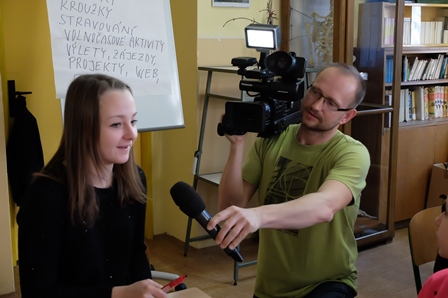 KROUŽKY
STRAVOVÁNÍ
VOLNOČASOVÉ AKTIVITY
VÝLETY, ZÁJEZDY,
PROJEKTY, WEB,